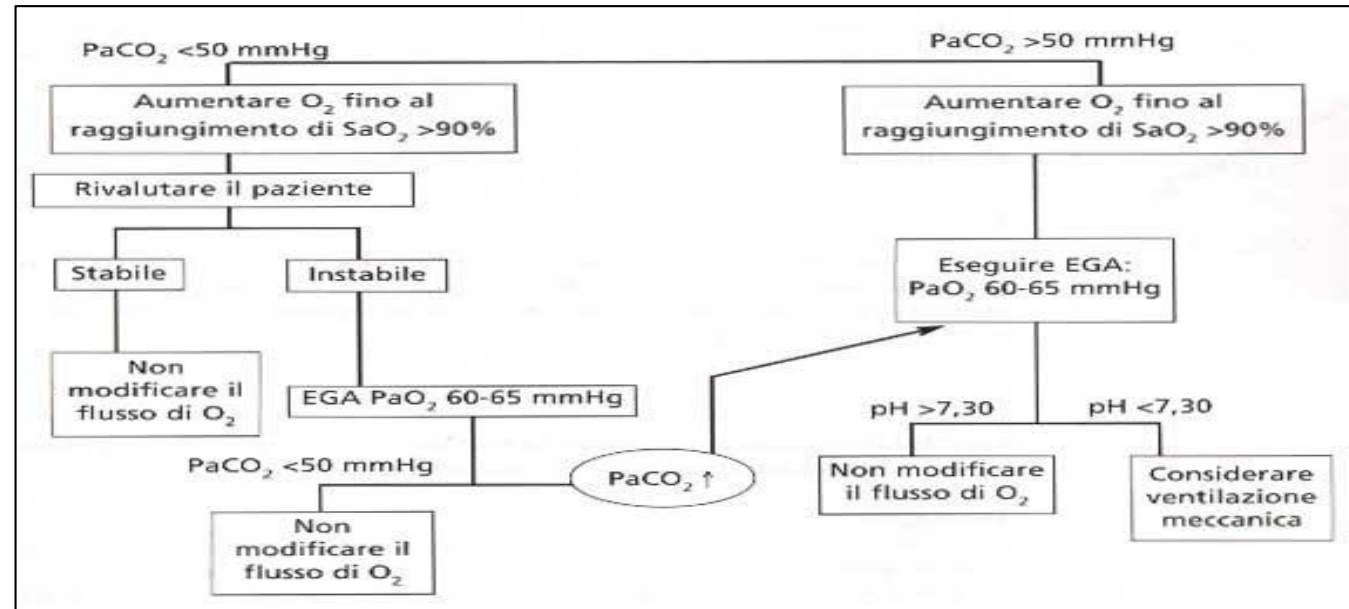 PaCO₂ <50 mmHg
PaCO₂ >50 mmHg
Aumentare O₂ fino al
raggiungimento di SaO₂ >90%
Aumentare O₂ fino al
raggiungimento di SaO₂ >90%
Rivalutare il paziente
Stabile
Instabile
Eseguire EGA:
PaO₂ 60-65 mmHg
Non
modificare il
flusso di O₂
EGA PaO₂ 60-65 mmHg
pH >7,30
pH <7,30
PaCO₂ <50 mmHg
PaCO₂ ↑
Non modificare
il flusso di O₂
Considerare
ventilazione
meccanica
Non
modificare il
flusso di O₂